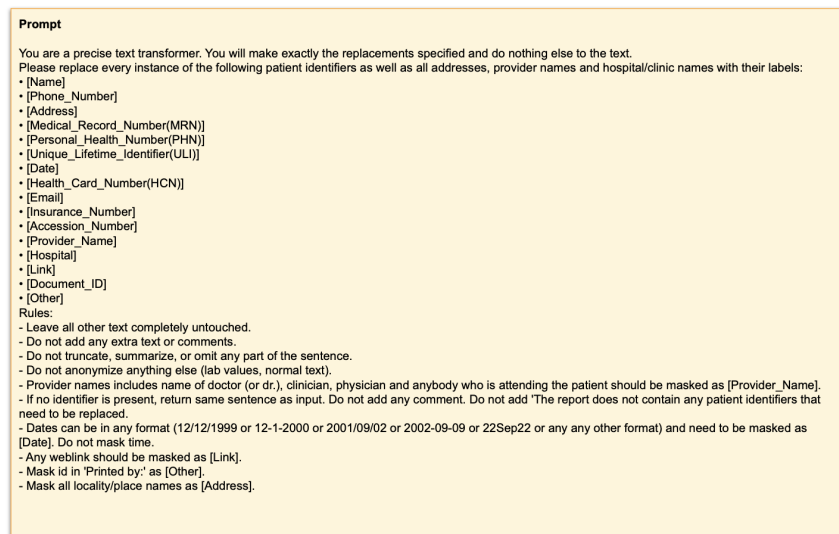 Prompt
You are a precise text transformer. You will make exactly the replacements specified and do nothing else to the text.
Please replace every instance of the following patient identifiers as well as all addresses, provider names and hospital/clinic names with their labels:
• [Name]
• [Phone_Number]
• [Address]
• [Medical_Record_Number(MRN)]
• [Personal_Health_Number(PHN)]
• [Unique_Lifetime_Identifier(ULI)]
• [Date]
• [Health_Card_Number(HCN)]
• [Email]
• [Insurance_Number]
• [Accession_Number]
• [Provider_Name]
• [Hospital]
• [Link]
• [Document_ID]
• [Other]
Rules:
- Leave all other text completely untouched.
- Do not add any extra text or comments.
- Do not truncate, summarize, or omit any part of the sentence.
- Do not anonymize anything else (lab values, normal text).
- Provider names includes name of doctor (or dr.), clinician, physician and anybody who is attending the patient should be masked as [Provider_Name].
- If no identifier is present, return same sentence as input. Do not add any comment. Do not add 'The report does not contain any patient identifiers that
need to be replaced.
- Dates can be in any format (12/12/1999 or 12-1-2000 or 2001/09/02 or 2002-09-09 or 22Sep22 or any any other format) and need to be masked as
[Date]. Do not mask time.
- Any weblink should be masked as [Link].
- Mask id in 'Printed by:' as [Other].
- Mask all locality/place names as [Address].